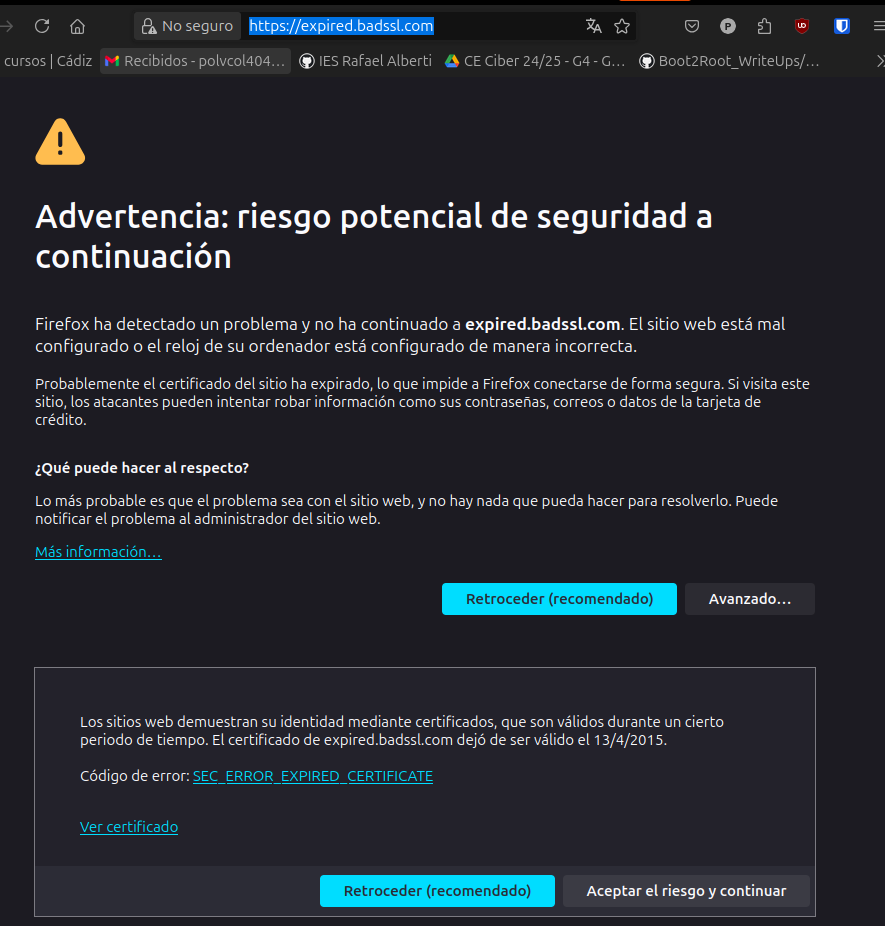 No seguro https://expired.badssl.com
cursos | Cádiz Recibidos - polvcol404… IES Rafael Alberti CE Ciber 24/25 - G4 - G… Boot2Root_WriteUps/…
Advertencia: riesgo potencial de seguridad a
continuación
Firefox ha detectado un problema y no ha continuado a expired.badssl.com. El sitio web está mal
configurado o el reloj de su ordenador está configurado de manera incorrecta.
Probablemente el certificado del sitio ha expirado, lo que impide a Firefox conectarse de forma segura. Si visita este
sitio, los atacantes pueden intentar robar información como sus contraseñas, correos o datos de la tarjeta de
crédito.
¿Qué puede hacer al respecto?
Lo más probable es que el problema sea con el sitio web, y no hay nada que pueda hacer para resolverlo. Puede
notificar el problema al administrador del sitio web.
Más información…
Retroceder (recomendado) Avanzado…
Los sitios web demuestran su identidad mediante certificados, que son válidos durante un cierto
periodo de tiempo. El certificado de expired.badssl.com dejó de ser válido el 13/4/2015.
Código de error: SEC_ERROR_EXPIRED_CERTIFICATE
Ver certificado
Retroceder (recomendado) Aceptar el riesgo y continuar